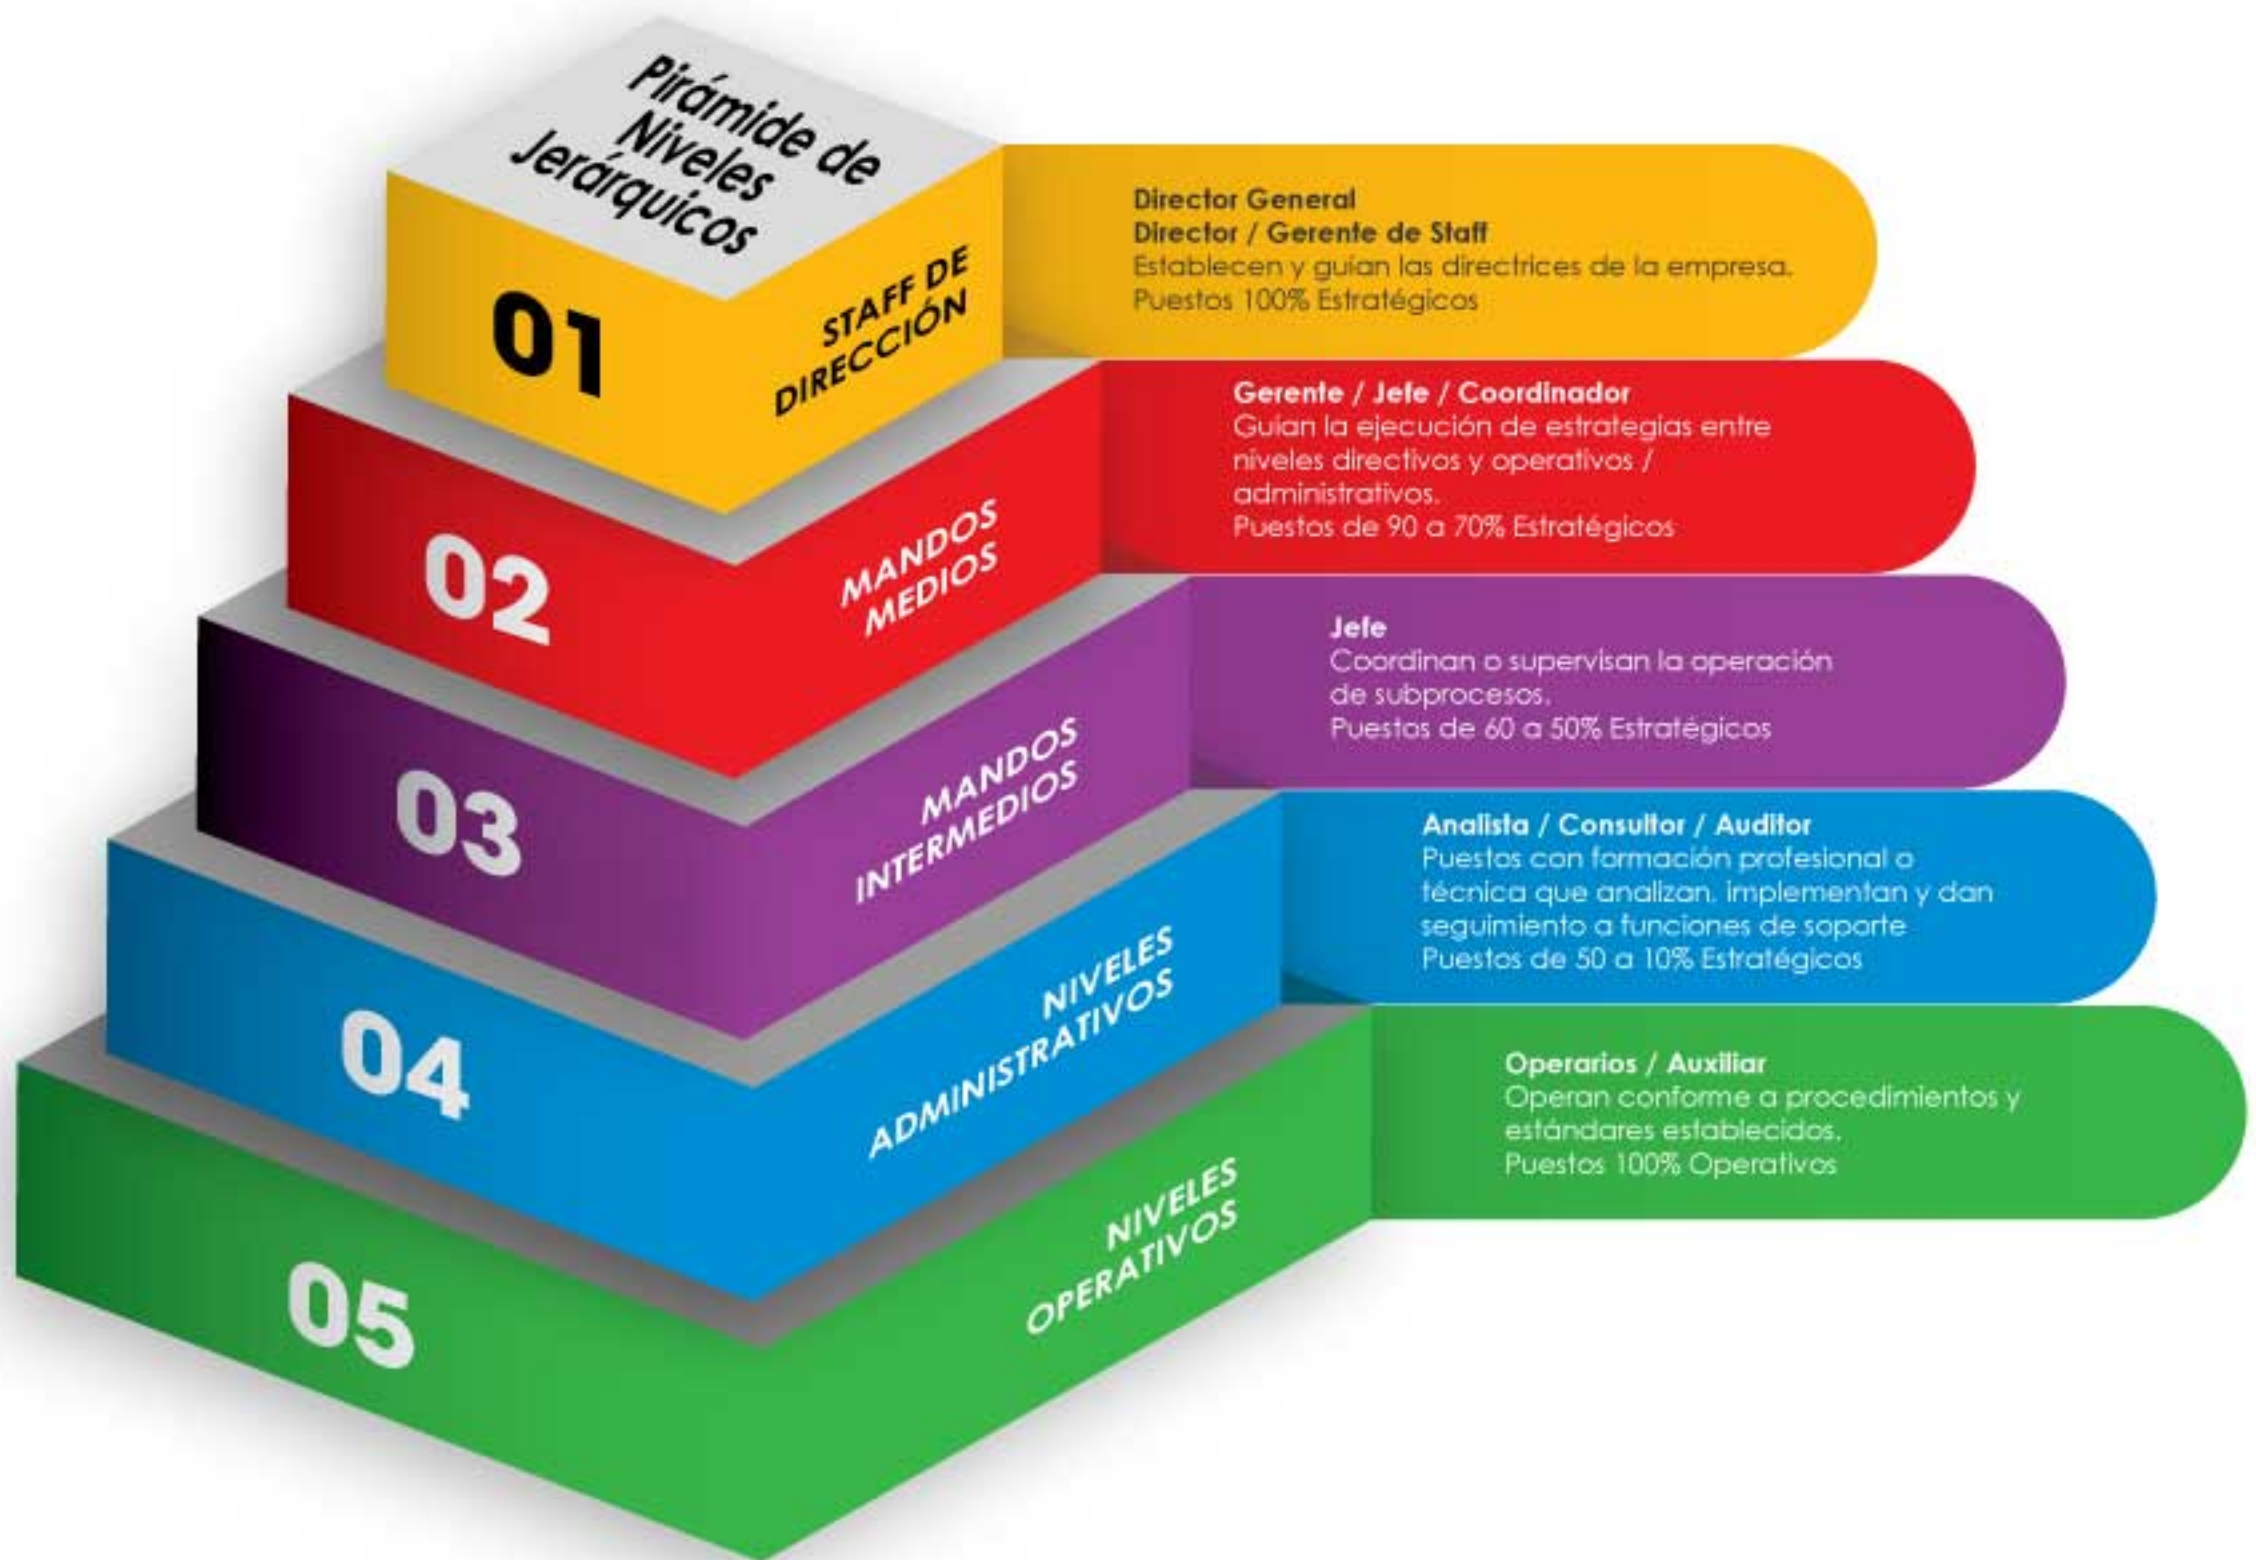 Pirámide de
Niveles
Jerárquicos
01
STAFF DE
DIRECCIÓN
Director General
Director / Gerente de Staff
Establecen y guían las directrices de la empresa.
Puestos 100% Estratégicos
02
MANDOS
MEDIOS
Gerente / Jefe / Coordinador
Guían la ejecución de estrategias entre
niveles directivos y operativos /
administrativos.
Puestos de 90 a 70% Estratégicos
03
MANDOS
INTERMEDIOS
Jefe
Coordinan o supervisan la operación
de subprocesos.
Puestos de 60 a 50% Estratégicos
04
NIVELES
ADMINISTRATIVOS
Analista / Consultor / Auditor
Puestos con formación profesional o
técnica que analizan, implementan y dan
seguimiento a funciones de soporte
Puestos de 50 a 10% Estratégicos
05
NIVELES
OPERATIVOS
Operarios / Auxiliar
Operan conforme a procedimientos y
estándares establecidos.
Puestos 100% Operativos